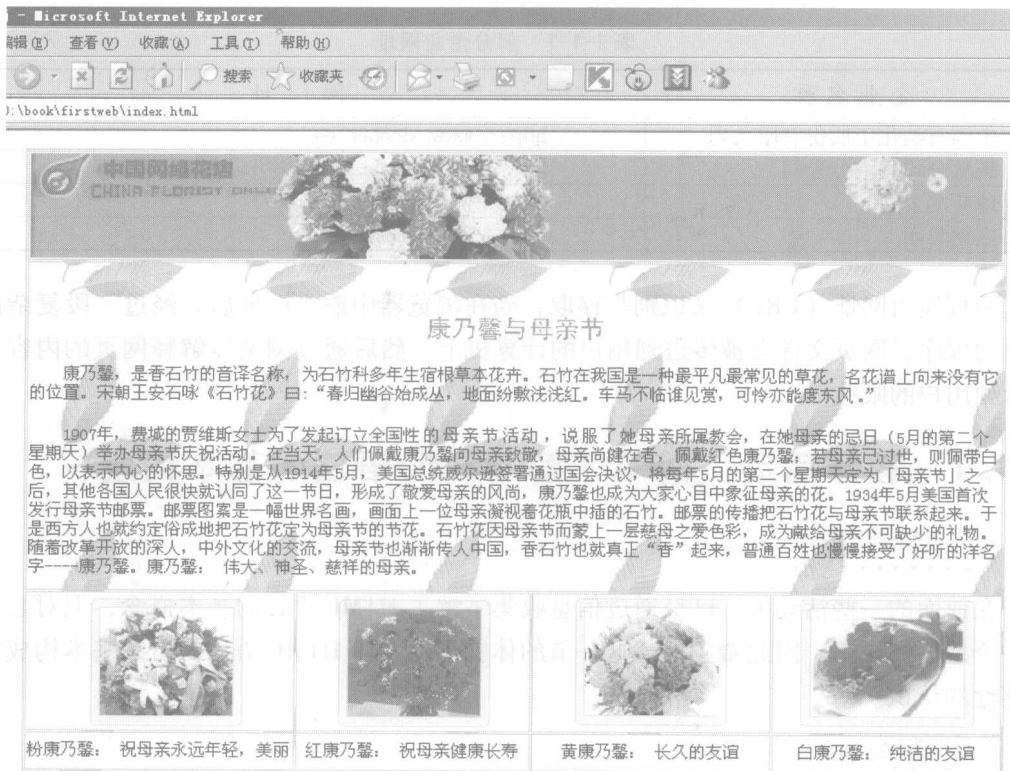 - Microsoft Internet Explorer
编辑(E) 查看(V) 收藏(A) 工具(T) 帮助(H)
搜索 收藏夹
):\book\firstweb\index.html
中国网络花店
CHINA FLORIST ONLINE
康乃馨与母亲节
康乃馨，是香石竹的音译名称，为石竹科多年生宿根草本花卉。石竹在我国是一种最平凡最常见的草花，名花谱上向来没有它
的位置。宋朝王安石咏《石竹花》曰：“春归幽谷始成丛，地面纷敷浅浅红。车马不临谁见赏，可怜亦能度东风。”
1907年，费城的贾维斯女士为了发起订立全国性的母亲节活动，说服了她母亲所属教会，在她母亲的忌日（5月的第二个
星期天）举办母亲节庆祝活动。在当天，人们佩戴康乃馨向母亲致敬，母亲尚健在者，佩戴红色康乃馨；若母亲已过世，则佩带白
色，以表示内心的怀思。特别是从1914年5月，美国总统威尔逊签署通过国会决议，将每年5月的第二个星期天定为「母亲节」之
后，其他各国人民很快就认同了这一节日，形成了敬爱母亲的风尚，康乃馨也成为大家心目中象征母亲的花。1934年5月美国首次
发行母亲节邮票。邮票图案是一幅世界名画，画面上一位母亲凝视着花瓶中插的石竹。邮票的传播把石竹花与母亲节联系起来。于
是西方人也就约定俗成地把石竹花定为母亲节的节花。石竹花因母亲节而蒙上一层慈母之爱色彩，成为献给母亲不可缺少的礼物。
随着改革开放的深人，中外文化的交流，母亲节也渐渐传人中国，香石竹也就真正“香”起来，普通百姓也慢慢接受了好听的洋名
字----康乃馨。康乃馨： 伟大、神圣、慈祥的母亲。
粉康乃馨： 祝母亲永远年轻，美丽 红康乃馨： 祝母亲健康长寿 黄康乃馨： 长久的友谊 白康乃馨： 纯洁的友谊